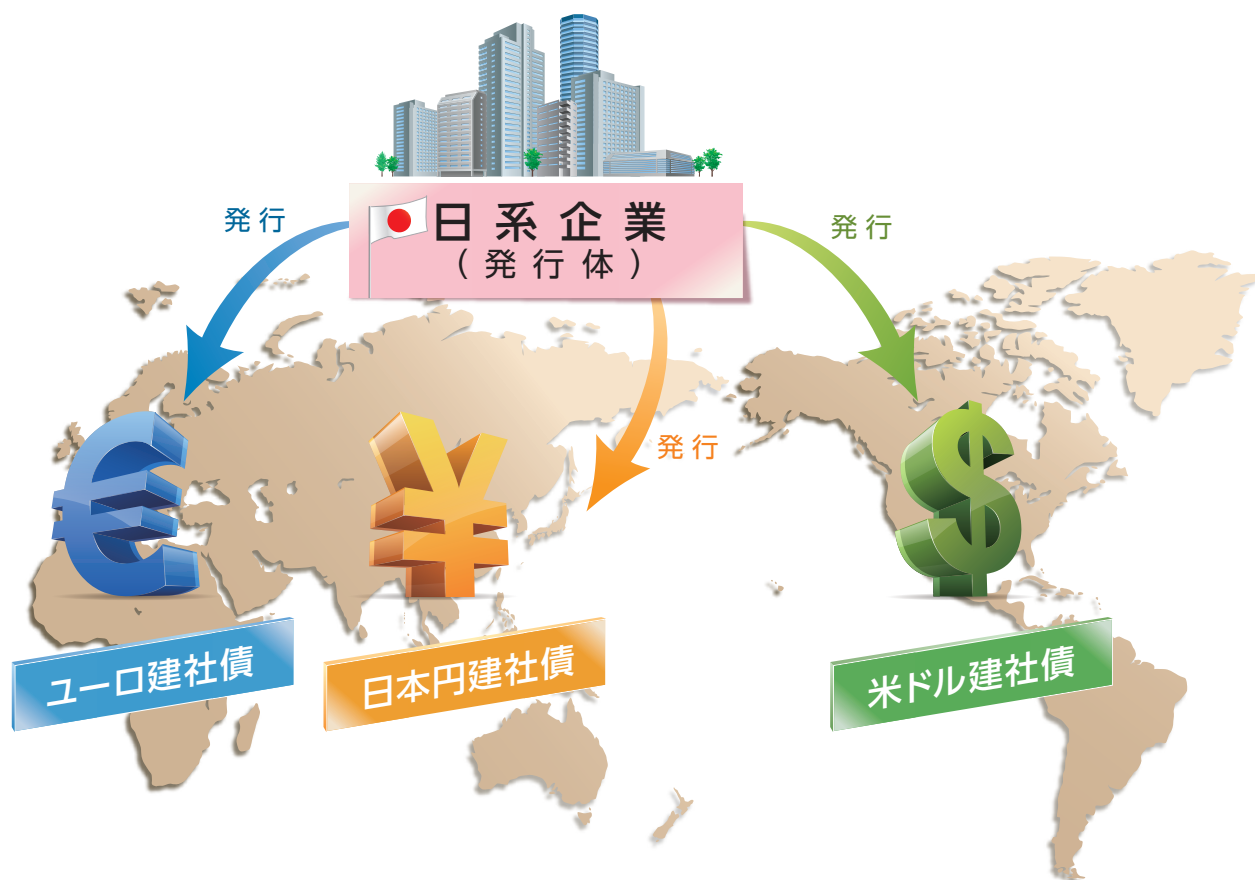 日系企業
(発行体)
発行
発行
発行
ユーロ建社債
日本円建社債
米ドル建社債